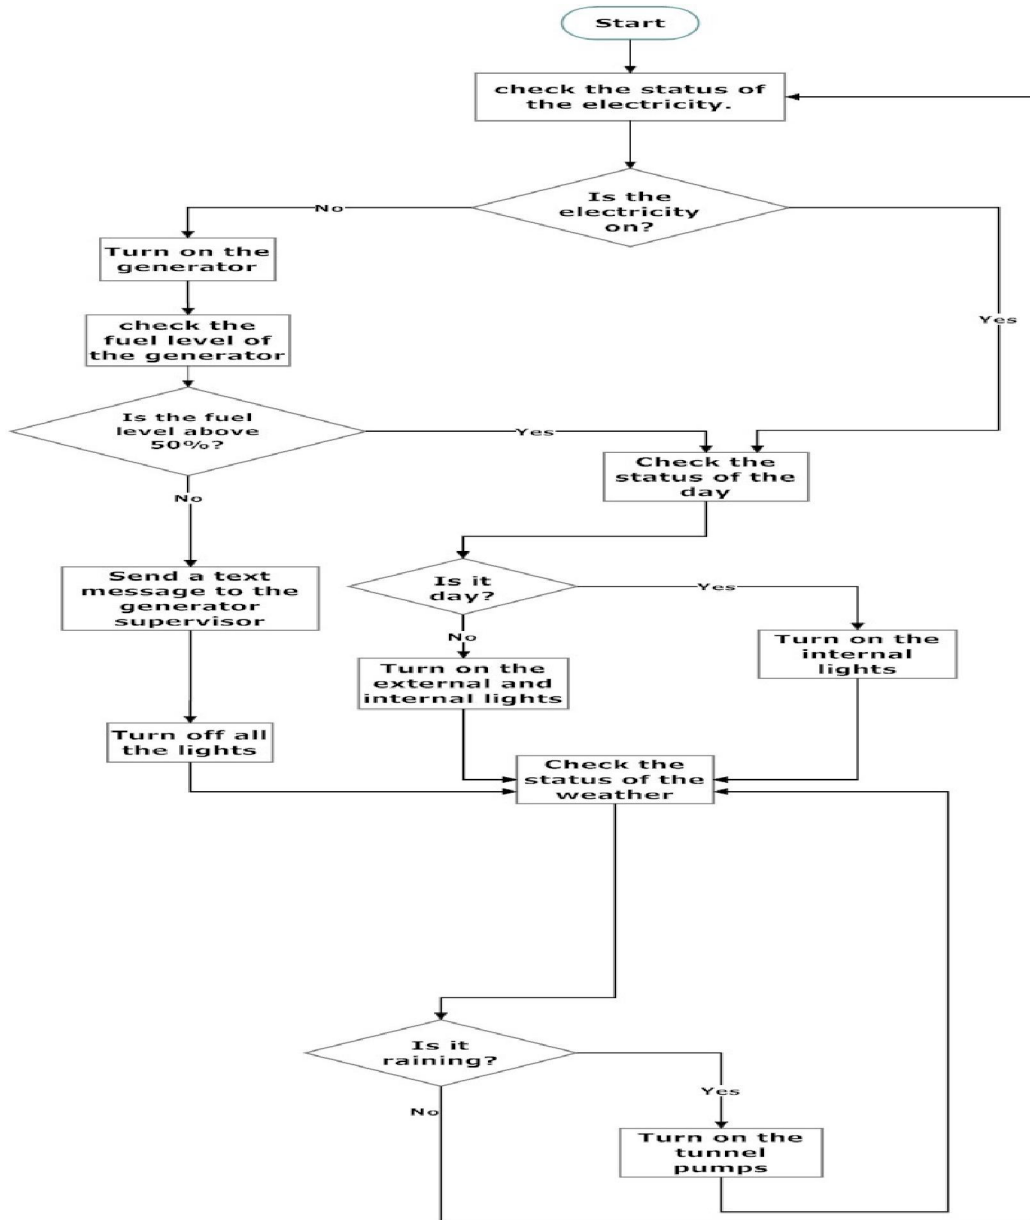 Start
check the status of
the electricity.
Is the
electricity
on?
No
Yes
Turn on the
generator
check the
fuel level of
the generator
Is the fuel
level above
50%?
Yes
No
Check the
status of the
day
Send a text
message to the
generator
supervisor
Is it
day?
Yes
No
Turn on the
internal
lights
Turn on the
external and
internal lights
Turn off all
the lights
Check the
status of the
weather
Is it
raining?
Yes
No
Turn on the
tunnel
pumps